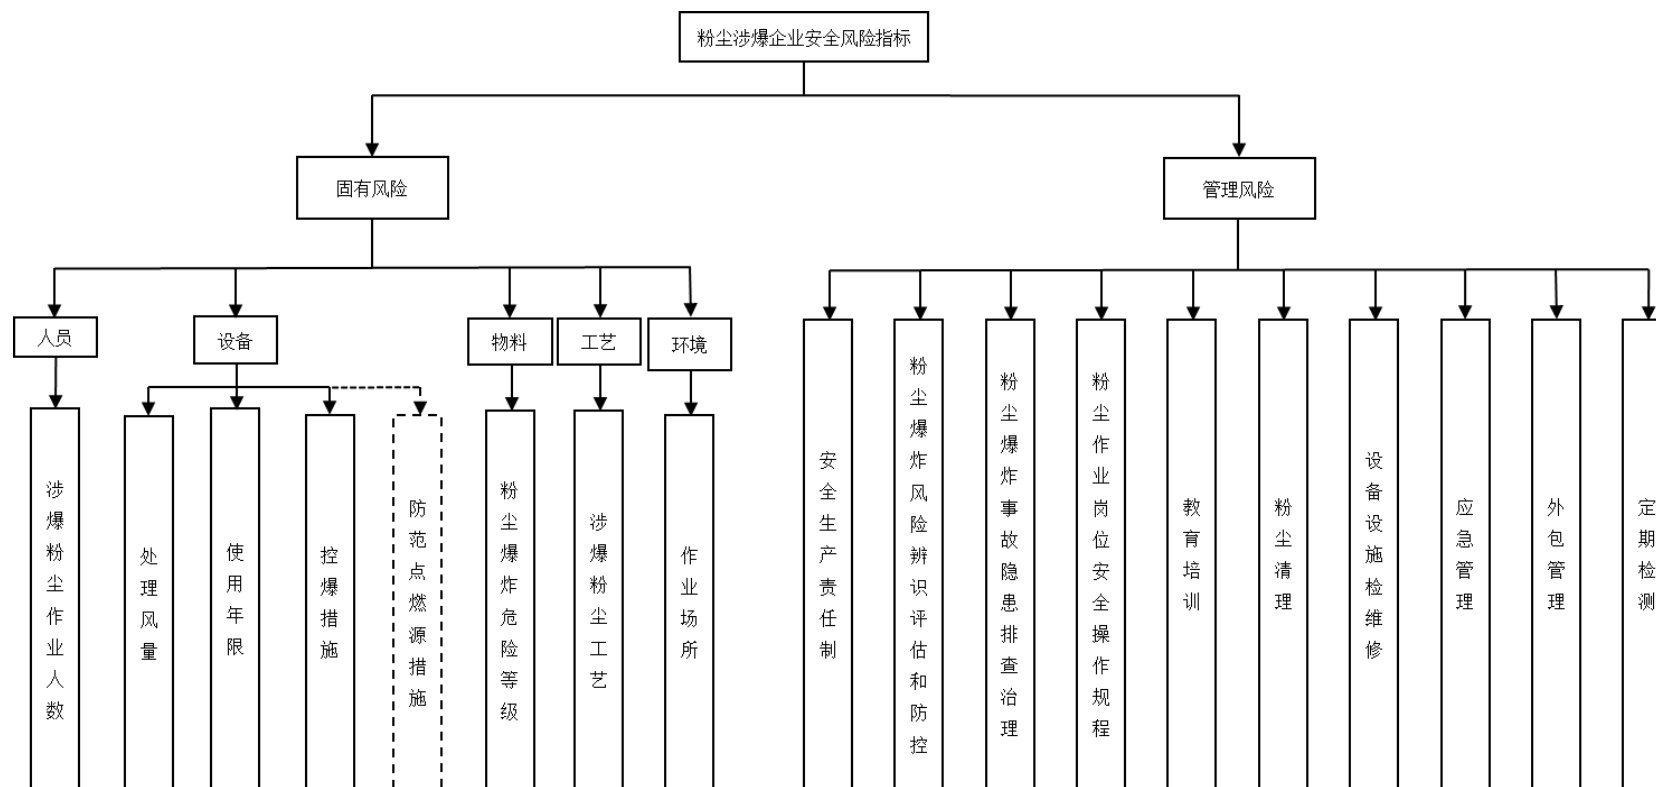 粉尘涉爆企业安全风险指标
固有风险
管理风险
人员
设备
物料
工艺
环境
涉爆粉尘作业人数
处理风量
使用年限
控爆措施
防范点燃源措施
粉尘爆炸危险等级
涉爆粉尘工艺
作业场所
安全生产责任制
粉尘爆炸风险辨识评估和防控
粉尘爆炸事故隐患排查治理
粉尘作业岗位安全操作规程
教育培训
粉尘清理
设备设施检维修
应急管理
外包管理
定期检测